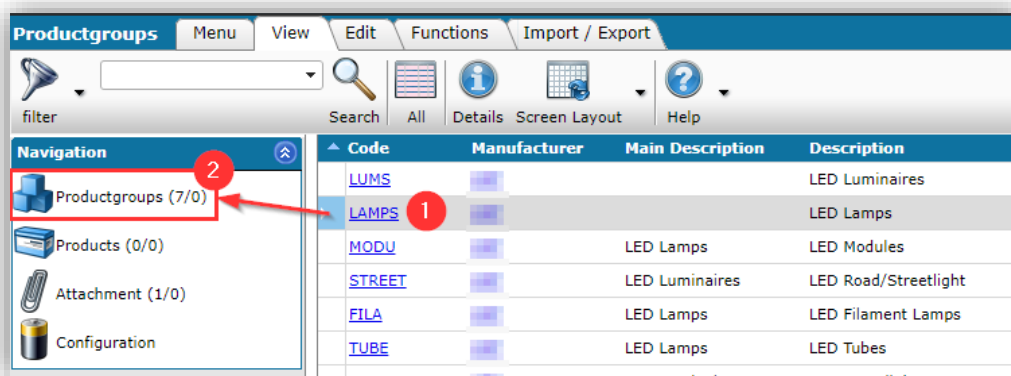 Productgroups Menu View Edit Functions Import / Export
filter Search All Details Screen Layout Help
Navigation
Productgroups (7/0)
2
Products (0/0)
Attachment (1/0)
Configuration
Code Manufacturer Main Description Description
LUMS LED Luminaires
LAMPS 1 LED Lamps
MODU LED Lamps LED Modules
STREET LED Luminaires LED Road/Streetlight
FILA LED Lamps LED Filament Lamps
TUBE LED Lamps LED Tubes